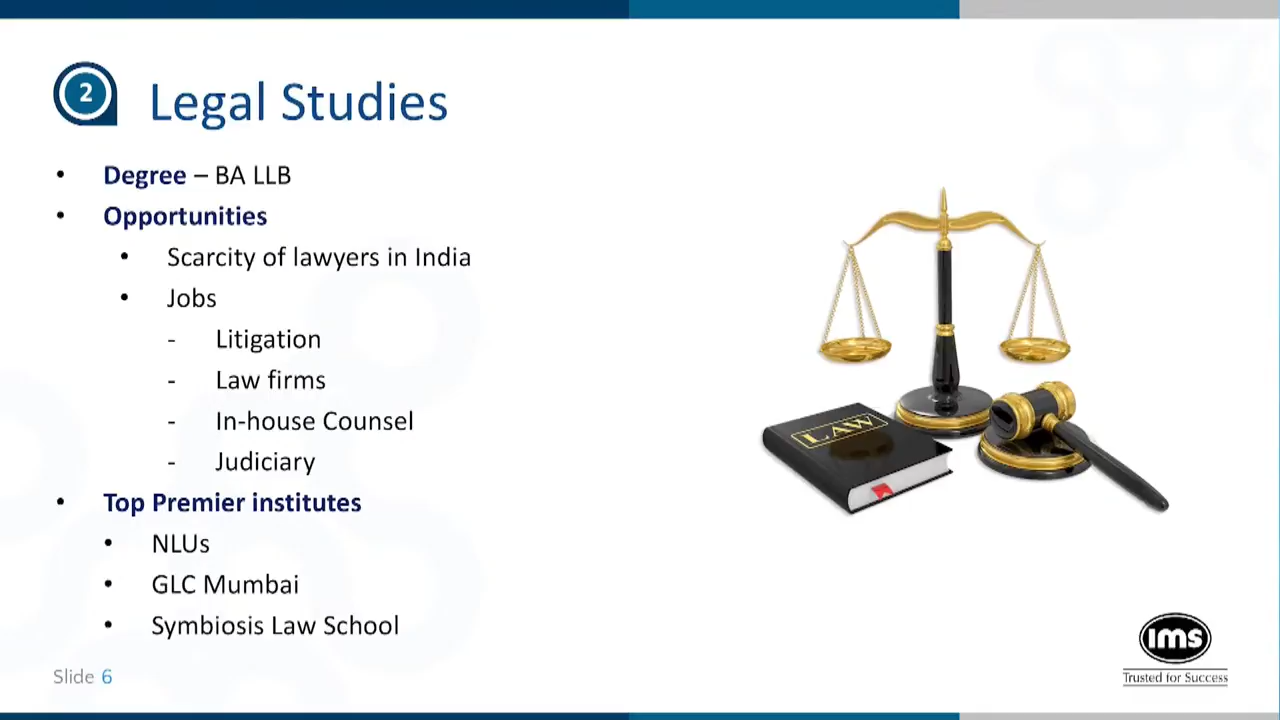 2
Legal Studies
• Degree – BA LLB
• Opportunities
• Scarcity of lawyers in India
• Jobs
- Litigation
- Law firms
- In-house Counsel
- Judiciary
• Top Premier institutes
• NLUs
• GLC Mumbai
• Symbiosis Law School
LAW
ims
Trusted for Success
Slide 6